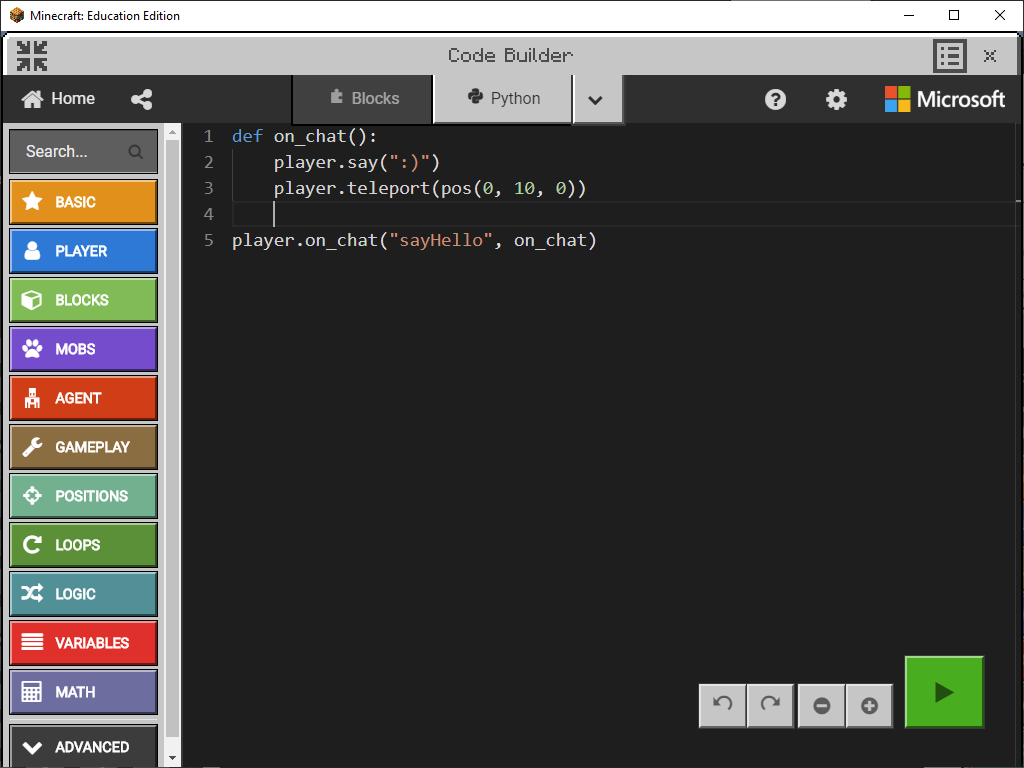 Minecraft: Education Edition
Code Builder
Home
Blocks
Python
Microsoft
Search...
BASIC
PLAYER
BLOCKS
MOBS
AGENT
GAMEPLAY
POSITIONS
LOOPS
LOGIC
VARIABLES
MATH
ADVANCED
1 def on_chat():
2 player.say(":)")
3 player.teleport(pos(0, 10, 0))
4
5 player.on_chat("sayHello", on_chat)